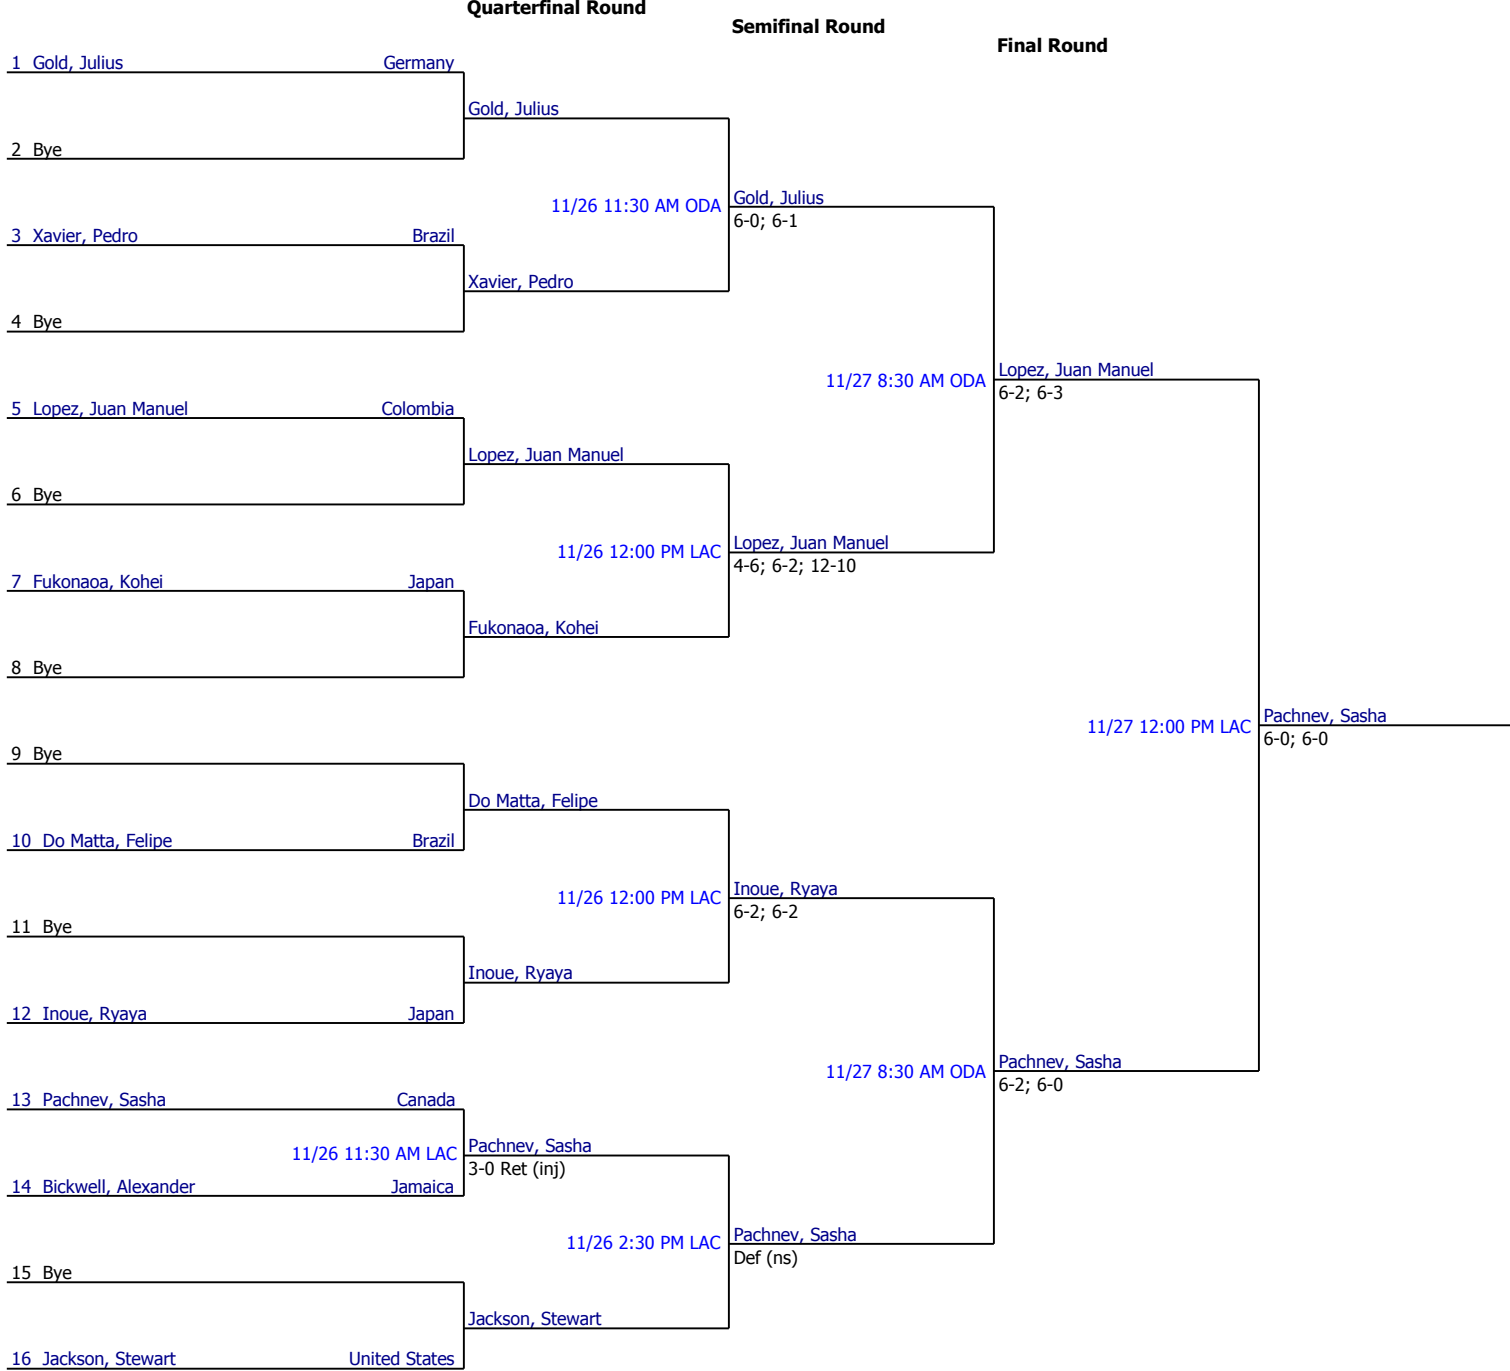 Quarterfinal Round
Semifinal Round
Final Round
1 Gold, Julius Germany
Gold, Julius
2 Bye
11/26 11:30 AM ODA Gold, Julius
6-0; 6-1
3 Xavier, Pedro Brazil
Xavier, Pedro
4 Bye
11/27 8:30 AM ODA Lopez, Juan Manuel
6-2; 6-3
5 Lopez, Juan Manuel Colombia
Lopez, Juan Manuel
6 Bye
11/26 12:00 PM LAC Lopez, Juan Manuel
4-6; 6-2; 12-10
7 Fukonaoa, Kohei Japan
Fukonaoa, Kohei
8 Bye
11/27 12:00 PM LAC Pachnev, Sasha
6-0; 6-0
9 Bye
Do Matta, Felipe
10 Do Matta, Felipe Brazil
11/26 12:00 PM LAC Inoue, Ryaya
6-2; 6-2
11 Bye
Inoue, Ryaya
12 Inoue, Ryaya Japan
11/27 8:30 AM ODA Pachnev, Sasha
6-2; 6-0
13 Pachnev, Sasha Canada
11/26 11:30 AM LAC Pachnev, Sasha
3-0 Ret (inj)
14 Bickwell, Alexander Jamaica
11/26 2:30 PM LAC Pachnev, Sasha
Def (ns)
15 Bye
Jackson, Stewart
16 Jackson, Stewart United States